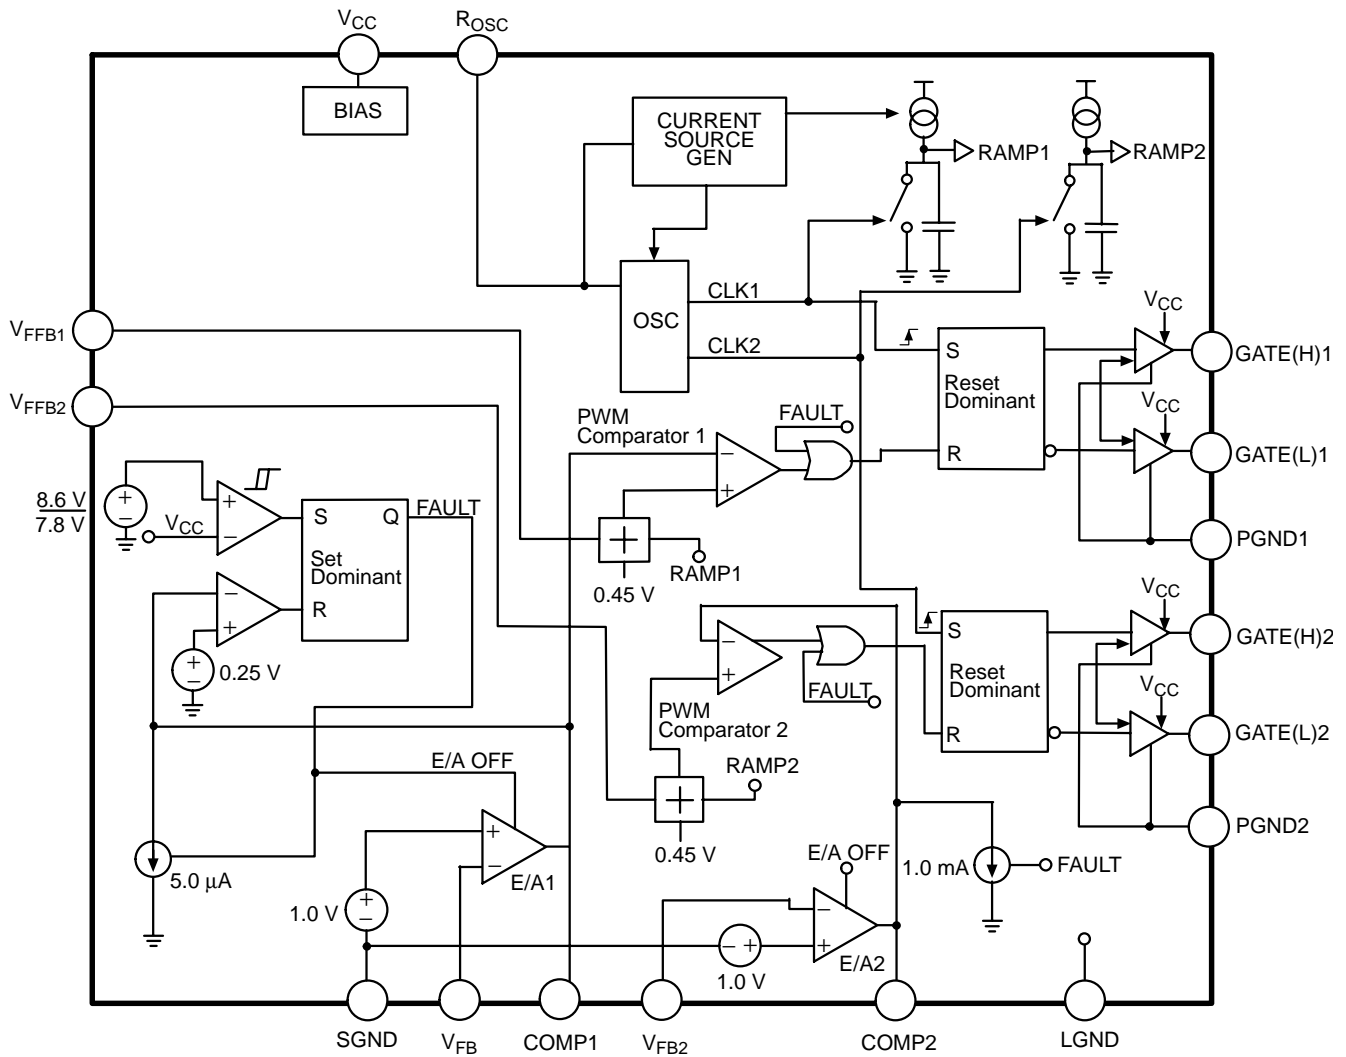 VCC
ROSC
BIAS
CURRENT
SOURCE
GEN
RAMP1
RAMP2
CLK1
OSC
CLK2
VFFB1
VFFB2
S
Reset
Dominant
R
VCC
GATE(H)1
VCC
GATE(L)1
PGND1
PWM
Comparator 1
FAULT
−
+
+
RAMP1
0.45 V
8.6 V
7.8 V
+
−
+
−
VCC
S
Q
FAULT
Set
Dominant
R
−
+
+
−
0.25 V
−
+
PWM
Comparator 2
FAULT
+
RAMP2
0.45 V
S
Reset
Dominant
R
VCC
GATE(H)2
VCC
GATE(L)2
PGND2
E/A OFF
+
−
E/A1
5.0 μA
1.0 V
+
−
E/A OFF
−
+
E/A2
− +
1.0 V
1.0 mA
FAULT
SGND
VFB
COMP1
VFB2
COMP2
LGND